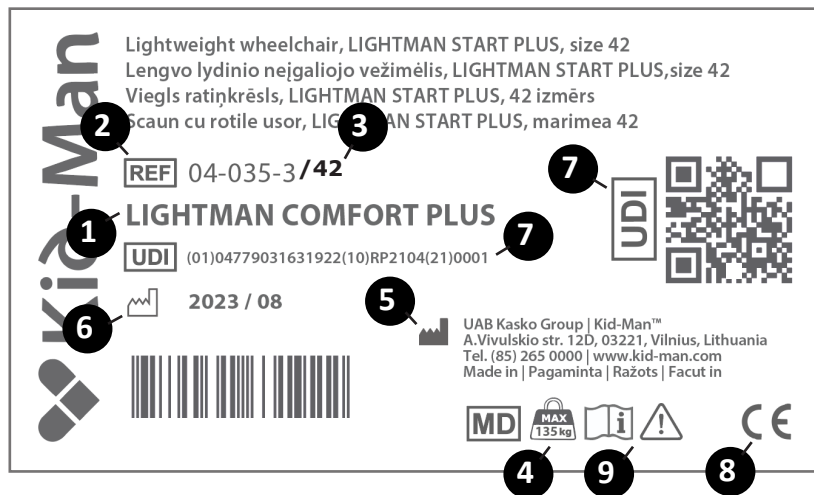 Kid-Man
Lightweight wheelchair, LIGHTMAN START PLUS, size 42
Lengvo lydinio neįgaliojo vežimėlis, LIGHTMAN START PLUS,size 42
Viegls ratiņkrēsls, LIGHTMAN START PLUS, 42 izmērs
Scaun cu rotile usor, LIGHTMAN START PLUS, marimea 42
2
3
REF 04-035-3/42
7
UDI
1
LIGHTMAN COMFORT PLUS
UDI (01)04779031631922(10)RP2104(21)0001
7
6
2023 / 08
5
UAB Kasko Group | Kid-Man™
A.Vivulskio str. 12D, 03221, Vilnius, Lithuania
Tel. (85) 265 0000 | www.kid-man.com
Made in | Pagaminta | Ražots | Facut in
MD
MAX
135kg
i
!
CE
4
9
8